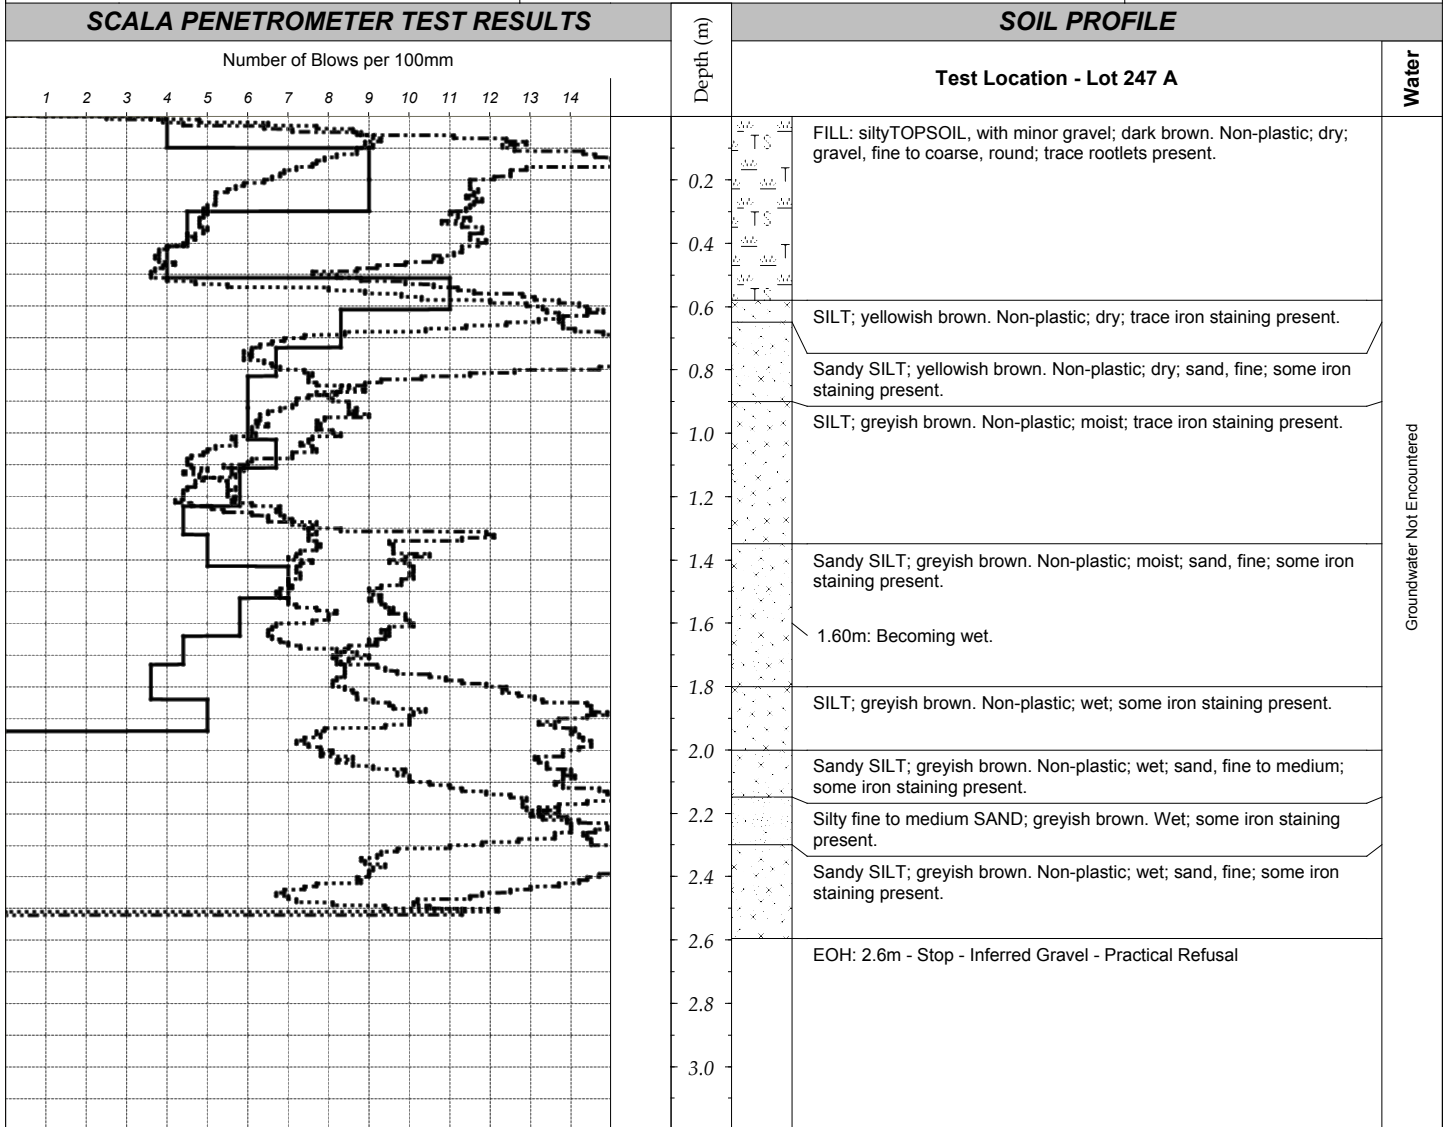 SCALA PENETROMETER TEST RESULTS
Number of Blows per 100mm
1 2 3 4 5 6 7 8 9 10 11 12 13 14
Depth (m)
0.2
0.4
0.6
0.8
1.0
1.2
1.4
1.6
1.8
2.0
2.2
2.4
2.6
2.8
3.0
SOIL PROFILE
Test Location - Lot 247 A
Water
T S
T
T S
T
T S
FILL: siltyTOPSOIL, with minor gravel; dark brown. Non-plastic; dry;
gravel, fine to coarse, round; trace rootlets present.
SILT; yellowish brown. Non-plastic; dry; trace iron staining present.
Sandy SILT; yellowish brown. Non-plastic; dry; sand, fine; some iron
staining present.
SILT; greyish brown. Non-plastic; moist; trace iron staining present.
Sandy SILT; greyish brown. Non-plastic; moist; sand, fine; some iron
staining present.
1.60m: Becoming wet.
SILT; greyish brown. Non-plastic; wet; some iron staining present.
Sandy SILT; greyish brown. Non-plastic; wet; sand, fine to medium;
some iron staining present.
Silty fine to medium SAND; greyish brown. Wet; some iron staining
present.
Sandy SILT; greyish brown. Non-plastic; wet; sand, fine; some iron
staining present.
EOH: 2.6m - Stop - Inferred Gravel - Practical Refusal
Groundwater Not Encountered